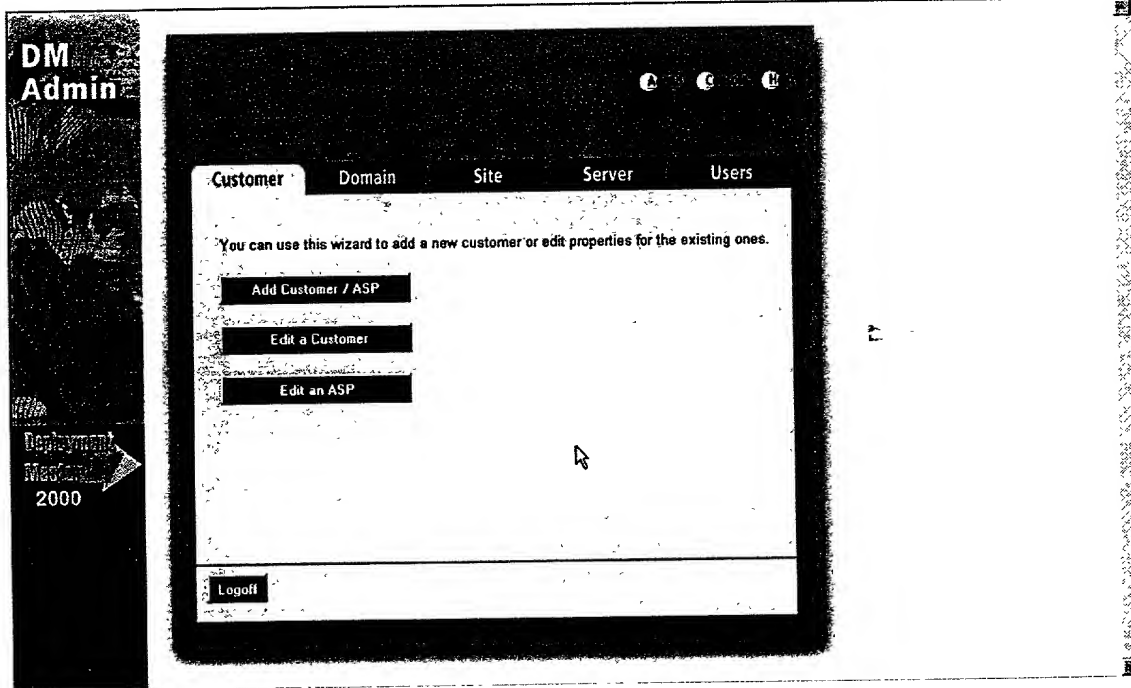 DM
Admin
A C H
Customer Domain Site Server Users
You can use this wizard to add a new customer or edit properties for the existing ones.
Add Customer / ASP
Edit a Customer
Edit an ASP
Deployment
2000
Logoff